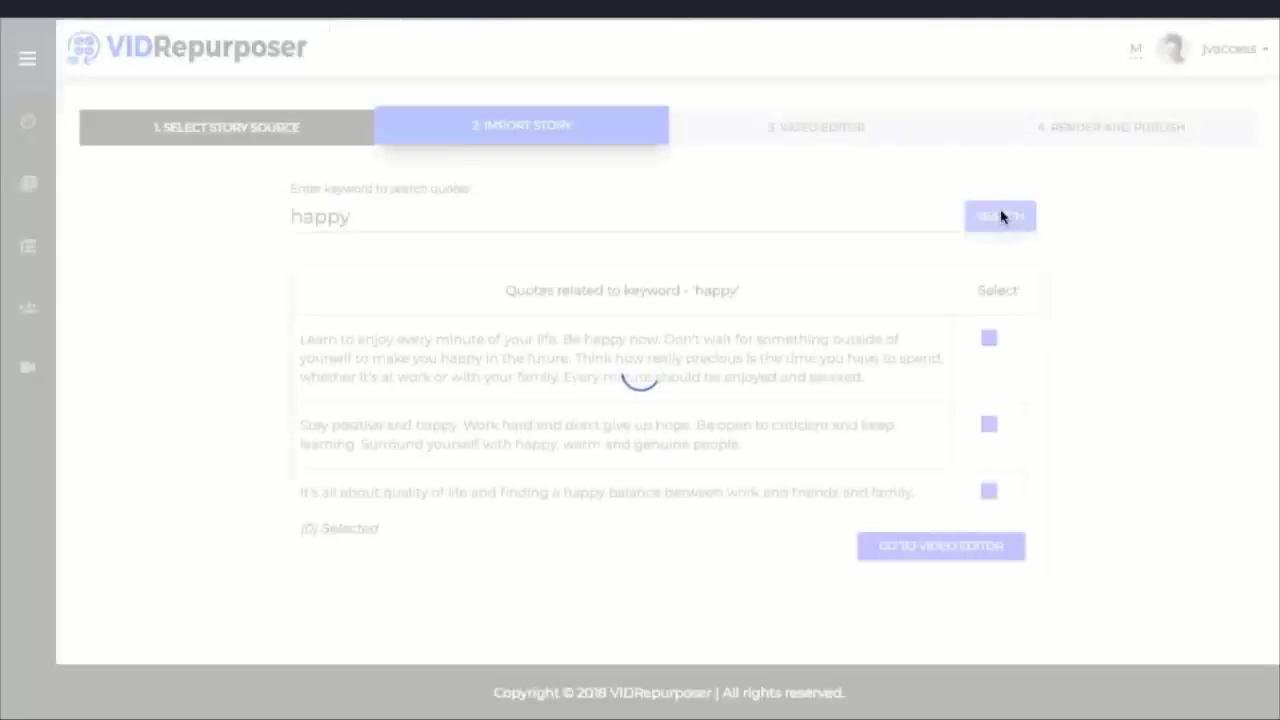 VIDRepurposer
M
jvaccess
1. SELECT STORY SOURCE
2. IMPORT STORY
3. VIDEO EDITOR
4. RENDER AND PUBLISH
Enter keyword to search quotes
happy
SEARCH
Quotes related to keyword - 'happy'
Select
Learn to enjoy every minute of your life. Be happy now. Don't wait for something outside of
yourself to make you happy in the future. Think how really precious is the time you have to spend,
whether it's at work or with your family. Every minute should be enjoyed and savored.
Stay positive and happy. Work hard and don't give up hope. Be open to criticism and keep
learning. Surround yourself with happy, warm and genuine people.
It's all about quality of life and finding a happy balance between work and friends and family.
(0) Selected
GO TO VIDEO EDITOR
Copyright © 2018 VIDRepurposer | All rights reserved.